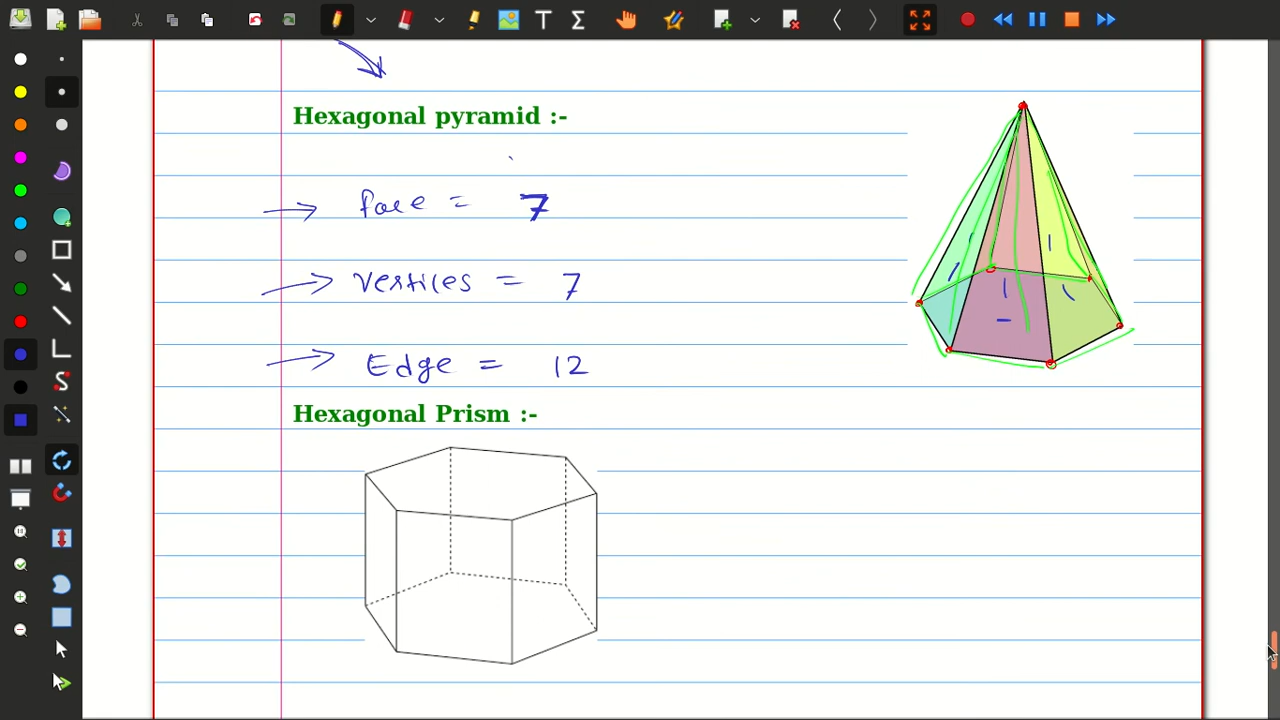 Hexagonal pyramid :-
→ face = 7
→ vertices = 7
→ Edge = 12
Hexagonal Prism :-